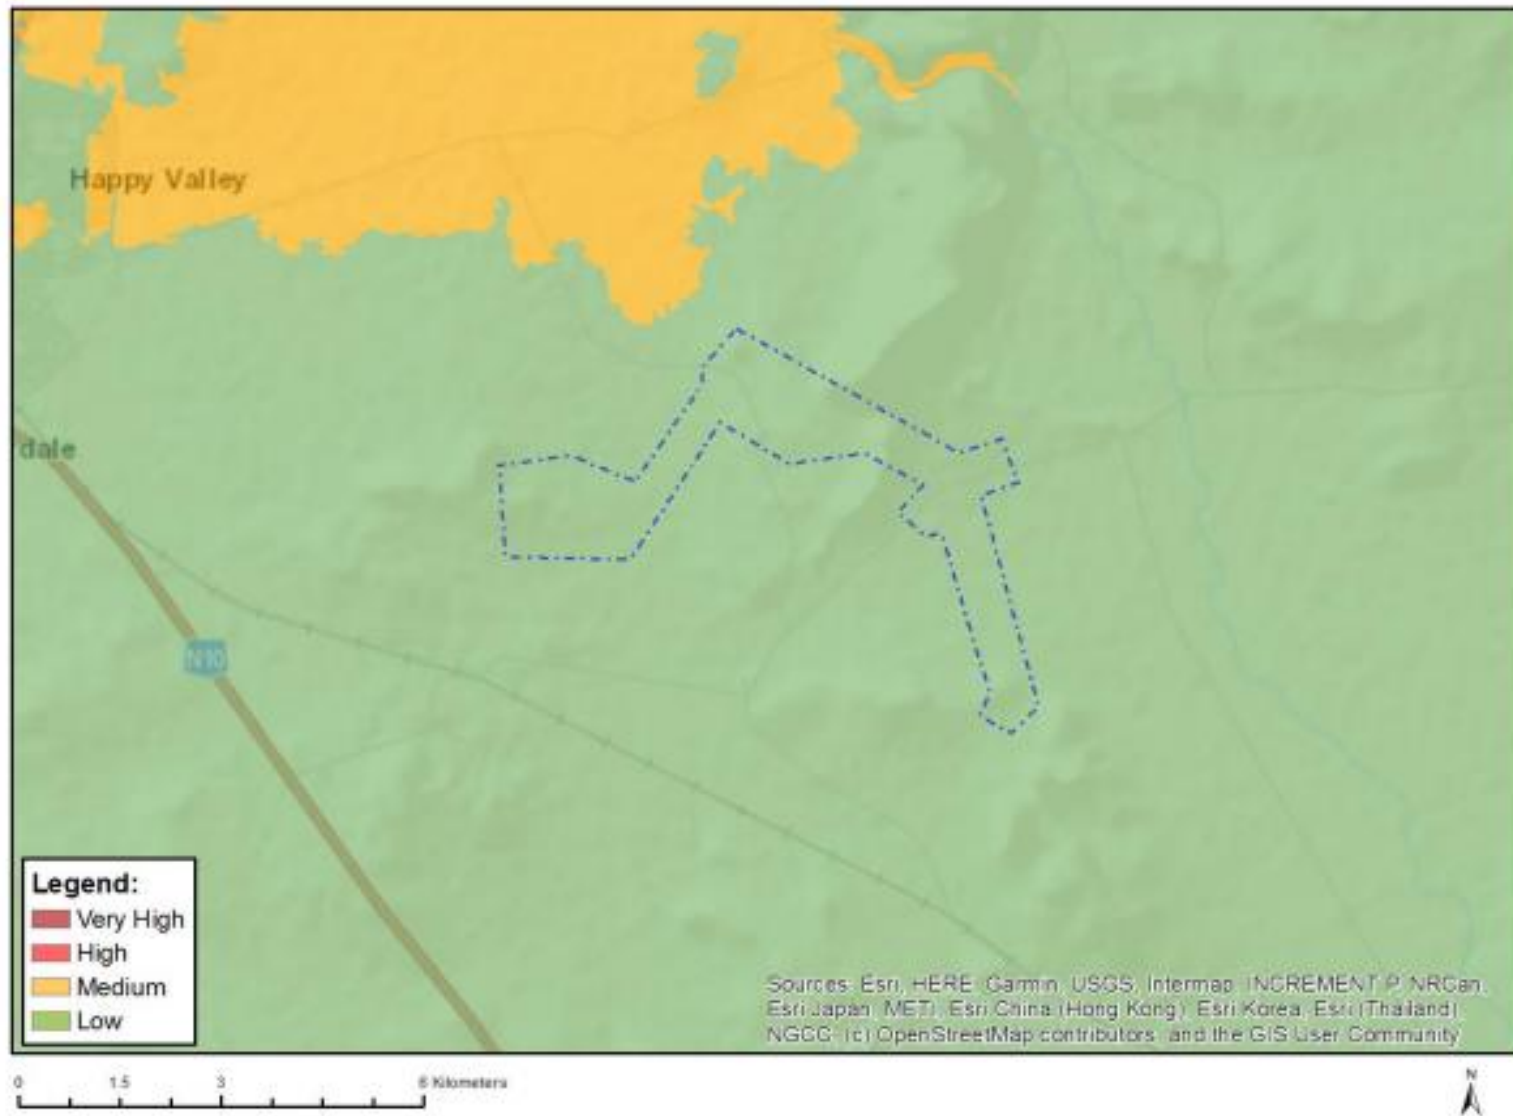 Happy Valley
dale
N10
Legend:
Very High
High
Medium
Low
Sources: Esri, HERE, Garmin, USGS, Intermap, INCREMENT P, NRCan,
Esri Japan, METI, Esri China (Hong Kong), Esri Korea, Esri (Thailand),
NGCC, (c) OpenStreetMap contributors, and the GIS User Community
0 1.5 3 6 Kilometers
N